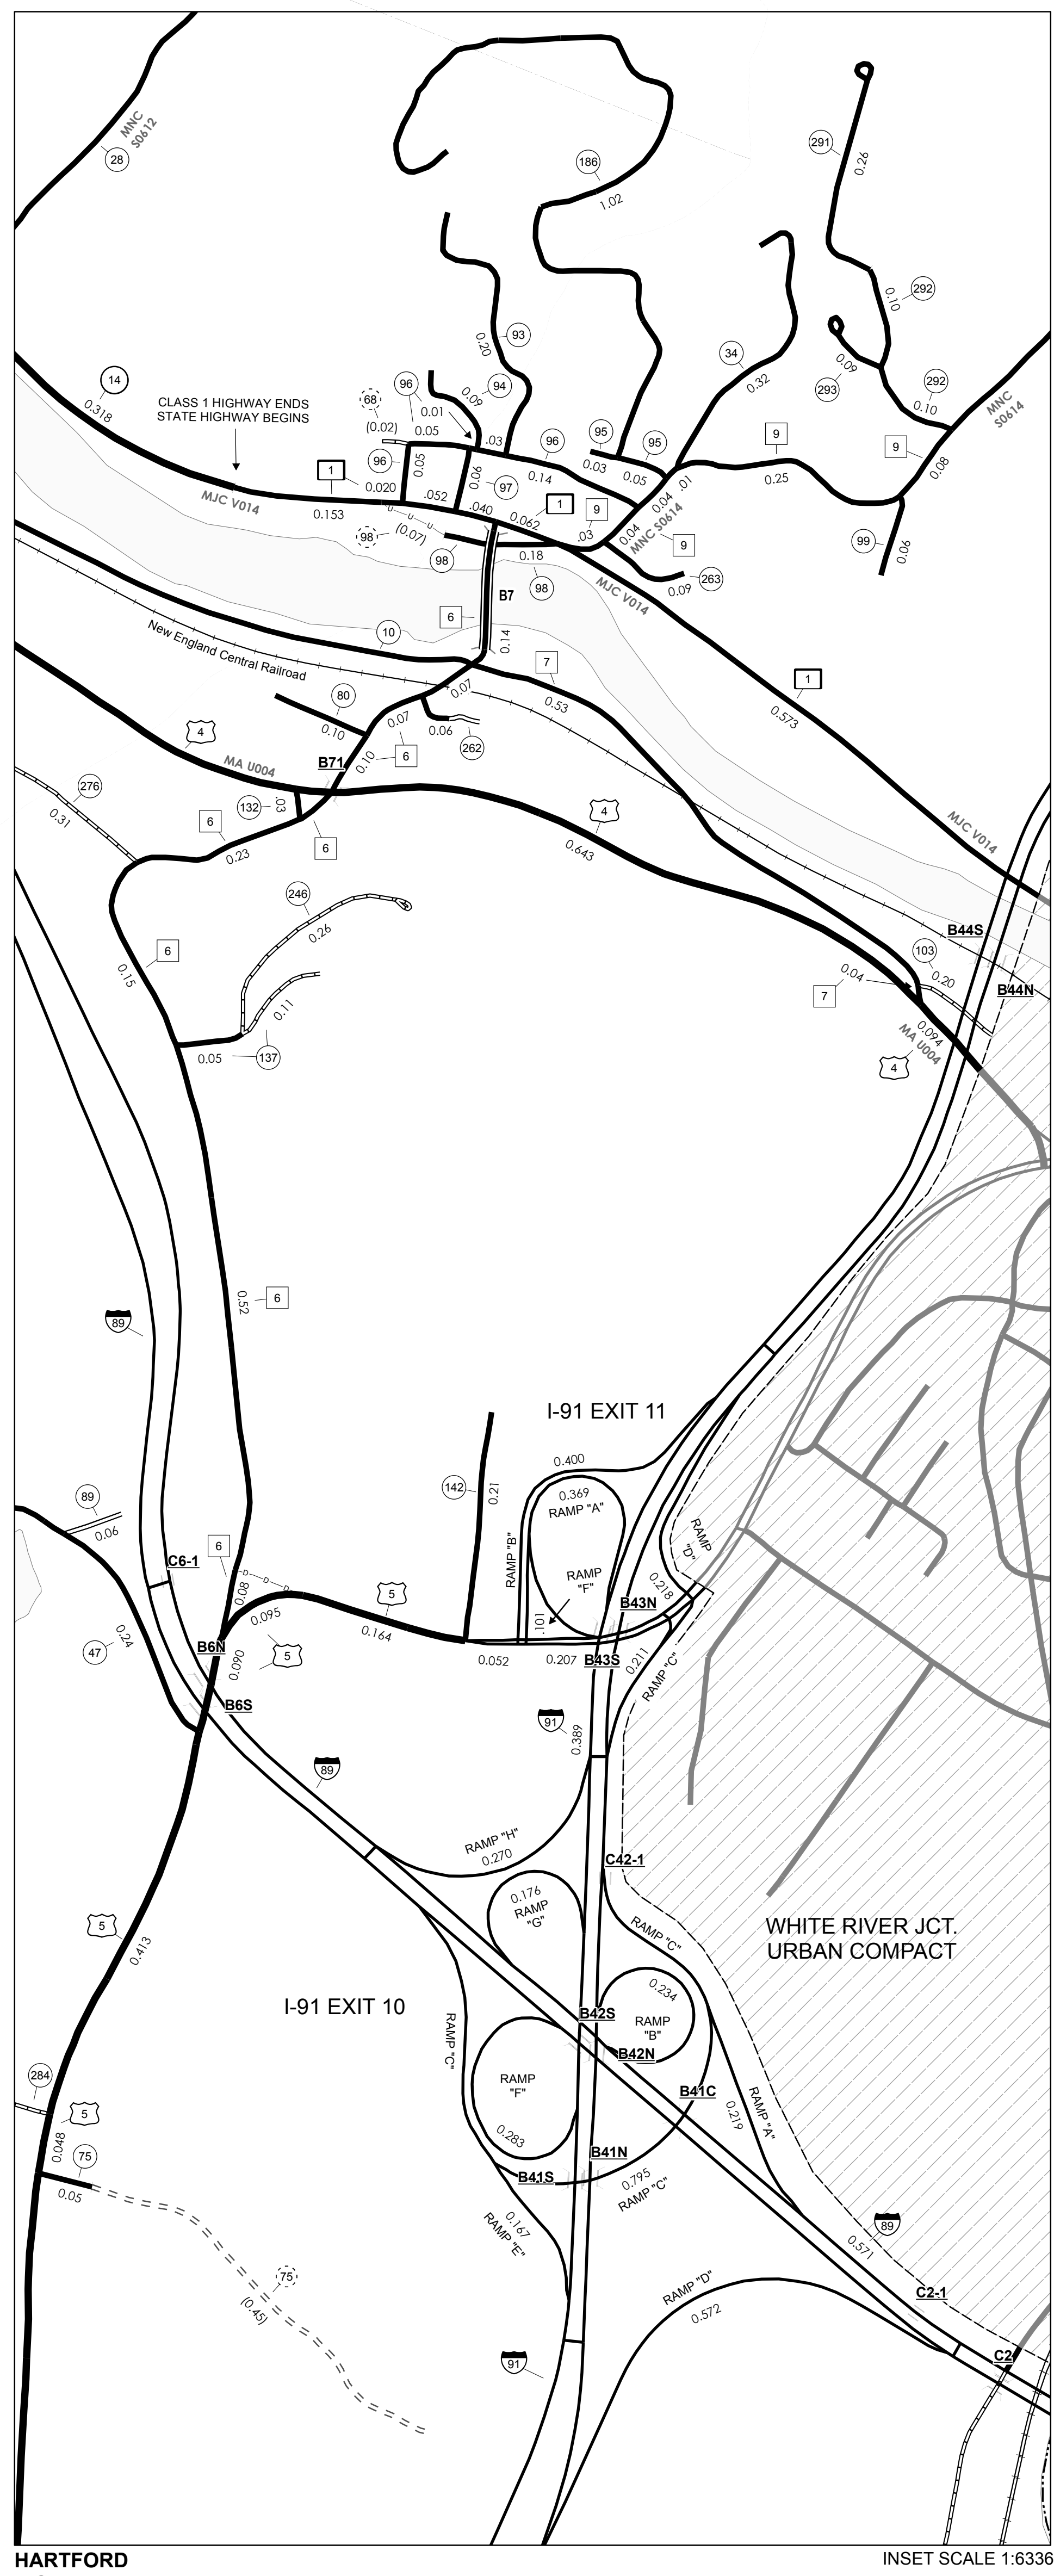 MNC
S0612
28
186
1.02
291
0.26
292
0.10
93
0.20
34
0.32
0.09
293
292
0.10
MNC
S0614
14
0.318
CLASS 1 HIGHWAY ENDS
STATE HIGHWAY BEGINS
68
(0.02)
96
0.01
0.05
94
0.09
.03
96
0.14
95
0.03
95
0.05
9
0.25
9
0.08
96
0.05
0.06
97
1
0.020
.052
.040
0.062
1
9
0.04
.01
MJC V014
0.153
98
(0.07)
98
0.18
98
.03
0.04
MNC S0614
9
263
0.09
99
0.06
MJC V014
B7
6
0.14
New England Central Railroad
10
7
0.53
1
0.573
80
0.10
0.07
0.07
0.06
262
4
MA U004
B71
0.10
6
276
0.31
132
.03
6
0.23
6
4
0.643
MJC V014
246
0.26
6
0.15
0.11
0.05
137
B44S
103
0.04
0.20
7
B44N
0.094
MA U004
4
0.52
6
89
I-91 EXIT 11
0.400
0.369
RAMP "A"
RAMP "B"
142
0.21
RAMP
"D"
89
0.06
6
C6-1
0.08
5
0.095
0.164
RAMP
"F"
.101
0.218
B43N
47
0.24
B6N
0.090
5
0.052
0.207
B43S
0.211
RAMP "C"
B6S
91
0.389
89
RAMP "H"
0.270
C42-1
0.176
RAMP
"G"
RAMP "C"
WHITE RIVER JCT.
URBAN COMPACT
5
0.413
I-91 EXIT 10
0.234
RAMP
"B"
B42S
B42N
RAMP "C"
RAMP
"F"
0.283
B41C
0.219
RAMP "A"
284
5
0.048
75
0.05
B41N
B41S
0.795
RAMP "C"
0.167
RAMP "E"
89
0.571
75
(0.45)
RAMP "D"
0.572
C2-1
91
C2
HARTFORD
INSET SCALE 1:6336